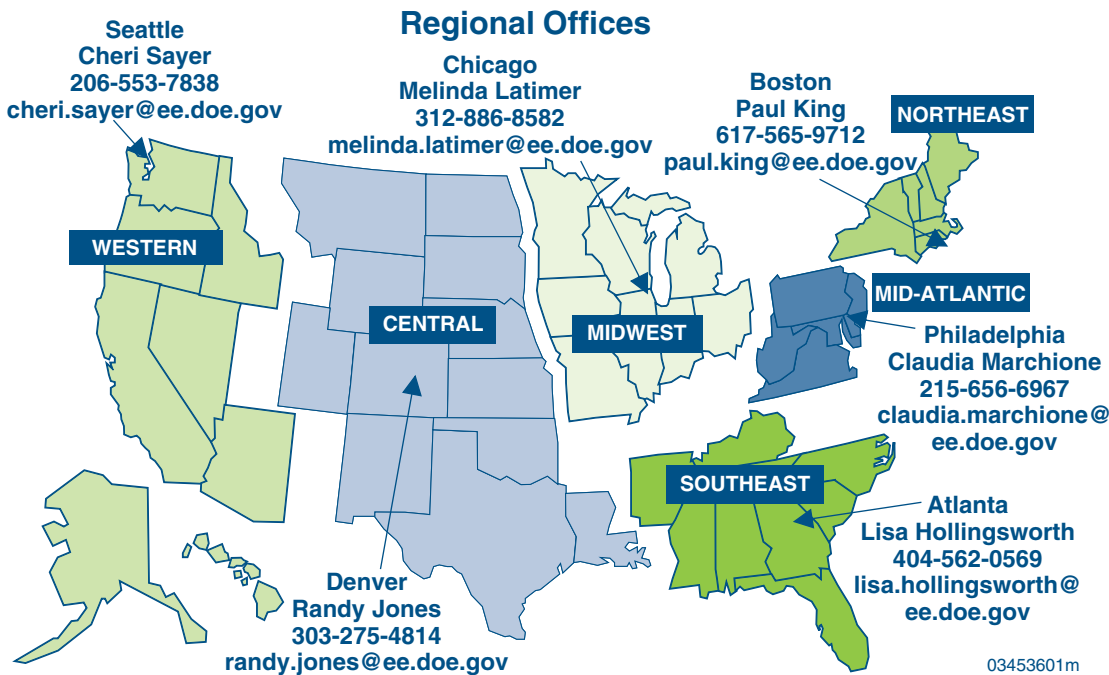 Regional Offices
Seattle
Cheri Sayer
206-553-7838
cheri.sayer@ee.doe.gov
Chicago
Melinda Latimer
312-886-8582
melinda.latimer@ee.doe.gov
Boston
Paul King
617-565-9712
paul.king@ee.doe.gov
NORTHEAST
WESTERN
CENTRAL
MIDWEST
MID-ATLANTIC
Philadelphia
Claudia Marchione
215-656-6967
claudia.marchione@
ee.doe.gov
SOUTHEAST
Atlanta
Lisa Hollingsworth
404-562-0569
lisa.hollingsworth@
ee.doe.gov
Denver
Randy Jones
303-275-4814
randy.jones@ee.doe.gov
03453601m